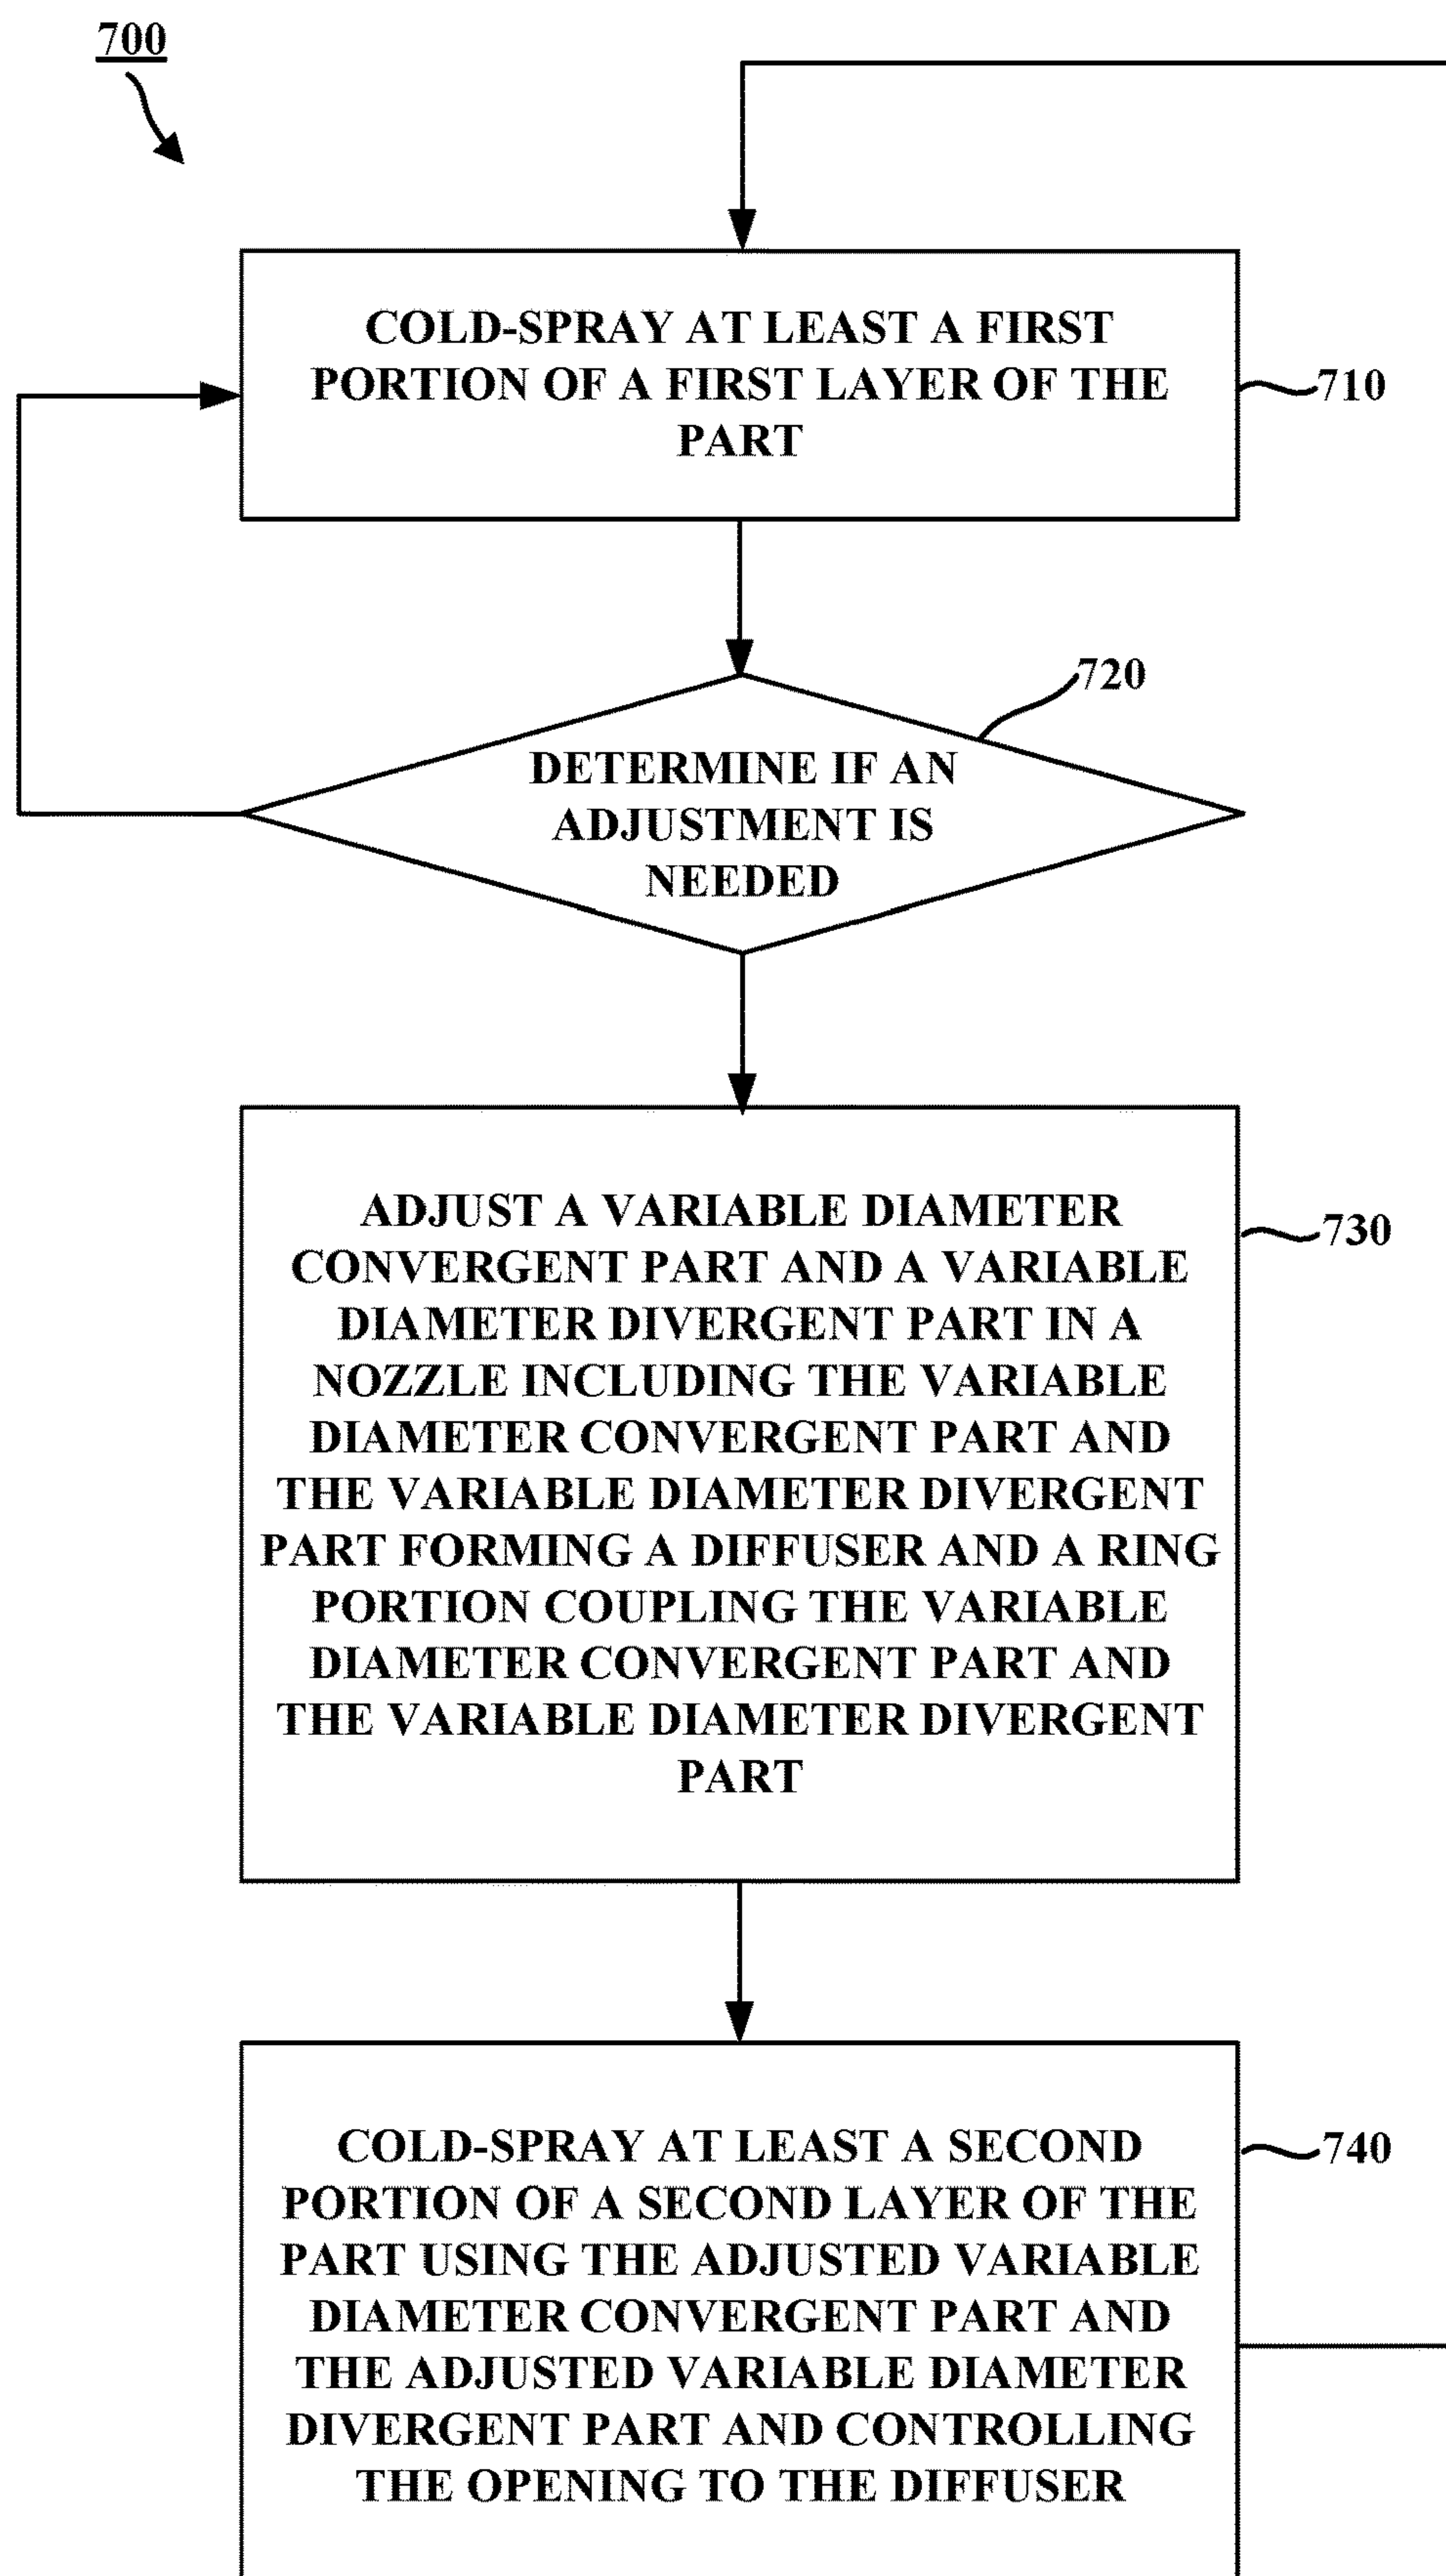 700
COLD-SPRAY AT LEAST A FIRST
PORTION OF A FIRST LAYER OF THE
PART
710
720
DETERMINE IF AN
ADJUSTMENT IS
NEEDED
ADJUST A VARIABLE DIAMETER
CONVERGENT PART AND A VARIABLE
DIAMETER DIVERGENT PART IN A
NOZZLE INCLUDING THE VARIABLE
DIAMETER CONVERGENT PART AND
THE VARIABLE DIAMETER DIVERGENT
PART FORMING A DIFFUSER AND A RING
PORTION COUPLING THE VARIABLE
DIAMETER CONVERGENT PART AND
THE VARIABLE DIAMETER DIVERGENT
PART
730
COLD-SPRAY AT LEAST A SECOND
PORTION OF A SECOND LAYER OF THE
PART USING THE ADJUSTED VARIABLE
DIAMETER CONVERGENT PART AND
THE ADJUSTED VARIABLE DIAMETER
DIVERGENT PART AND CONTROLLING
THE OPENING TO THE DIFFUSER
740